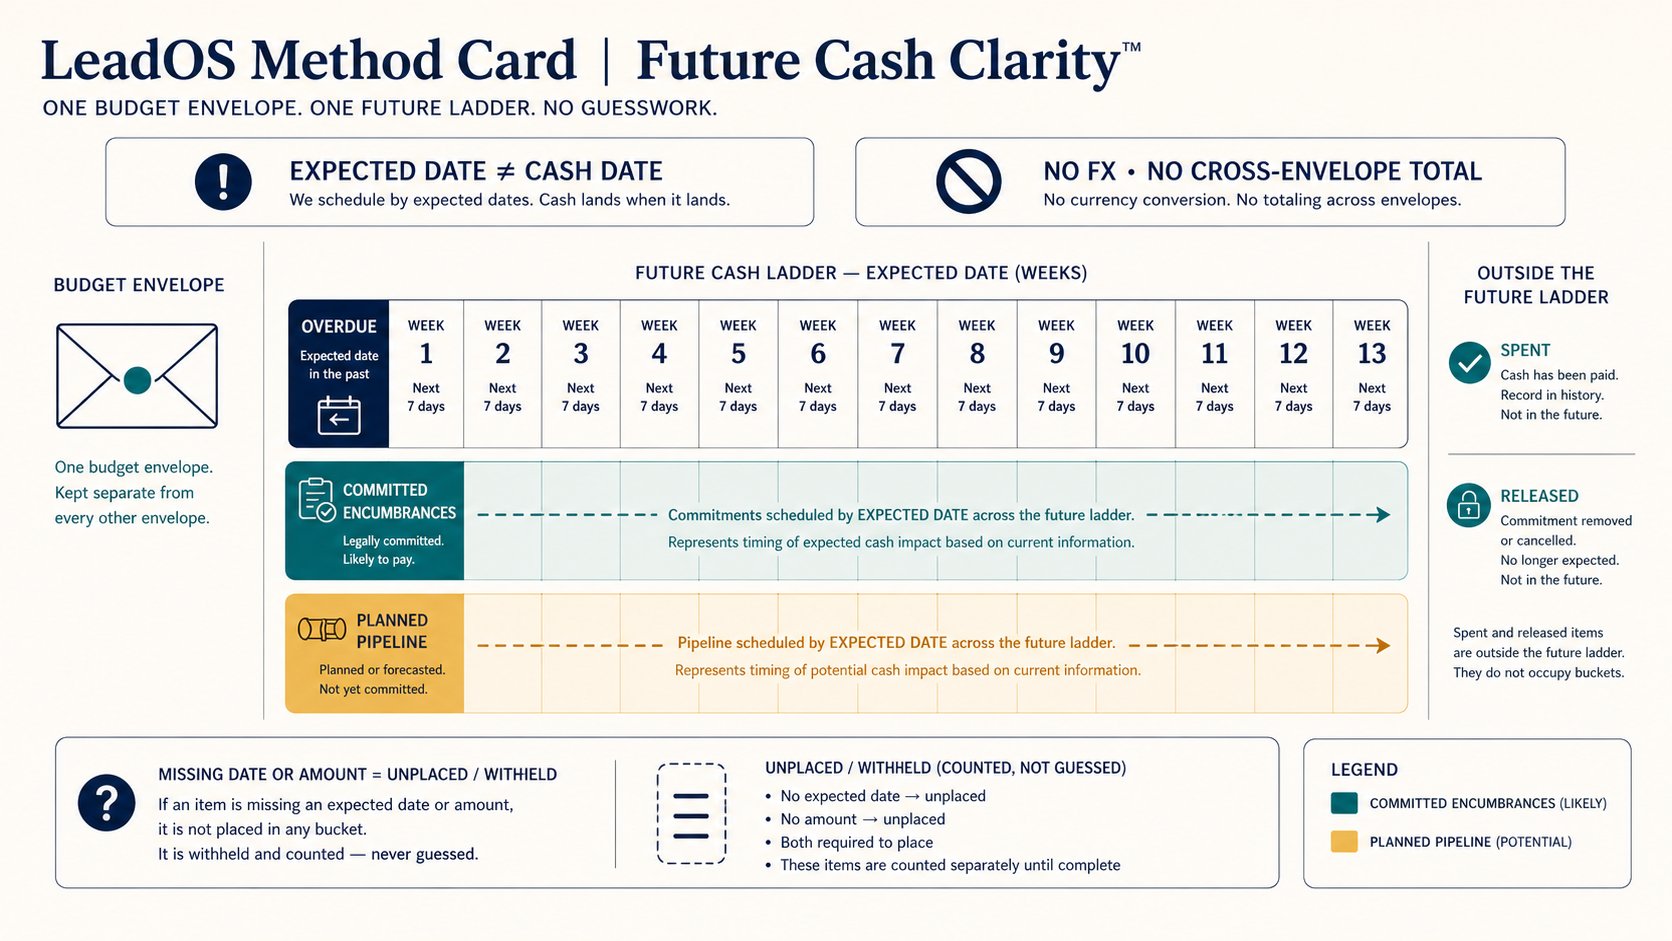 LeadOS Method Card | Future Cash Clarity™
ONE BUDGET ENVELOPE. ONE FUTURE LADDER. NO GUESSWORK.
EXPECTED DATE ≠ CASH DATE
We schedule by expected dates. Cash lands when it lands.
NO FX • NO CROSS-ENVELOPE TOTAL
No currency conversion. No totaling across envelopes.
BUDGET ENVELOPE
One budget envelope.
Kept separate from
every other envelope.
FUTURE CASH LADDER — EXPECTED DATE (WEEKS)
OVERDUE
Expected date
in the past
WEEK
1
Next
7 days
WEEK
2
Next
7 days
WEEK
3
Next
7 days
WEEK
4
Next
7 days
WEEK
5
Next
7 days
WEEK
6
Next
7 days
WEEK
7
Next
7 days
WEEK
8
Next
7 days
WEEK
9
Next
7 days
WEEK
10
Next
7 days
WEEK
11
Next
7 days
WEEK
12
Next
7 days
WEEK
13
Next
7 days
COMMITTED
ENCUMBRANCES
Legally committed.
Likely to pay.
Commitments scheduled by EXPECTED DATE across the future ladder.
Represents timing of expected cash impact based on current information.
PLANNED
PIPELINE
Planned or forecasted.
Not yet committed.
Pipeline scheduled by EXPECTED DATE across the future ladder.
Represents timing of potential cash impact based on current information.
OUTSIDE THE
FUTURE LADDER
SPENT
Cash has been paid.
Record in history.
Not in the future.
RELEASED
Commitment removed
or cancelled.
No longer expected.
Not in the future.
Spent and released items
are outside the future ladder.
They do not occupy buckets.
MISSING DATE OR AMOUNT = UNPLACED / WITHIELD
If an item is missing an expected date or amount,
it is not placed in any bucket.
It is withheld and counted — never guessed.
UNPLACED / WITHHELD (COUNTED, NOT GUESSED)
• No expected date → unplaced
• No amount → unplaced
• Both required to place
• These items are counted separately until complete
LEGEND
COMMITTED ENCUMBRANCES (LIKELY)
PLANNED PIPELINE (POTENTIAL)